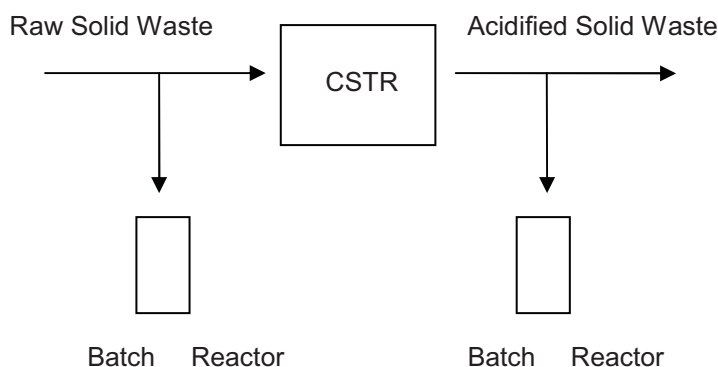 Raw Solid Waste Acidified Solid Waste
CSTR
Batch Reactor Batch Reactor